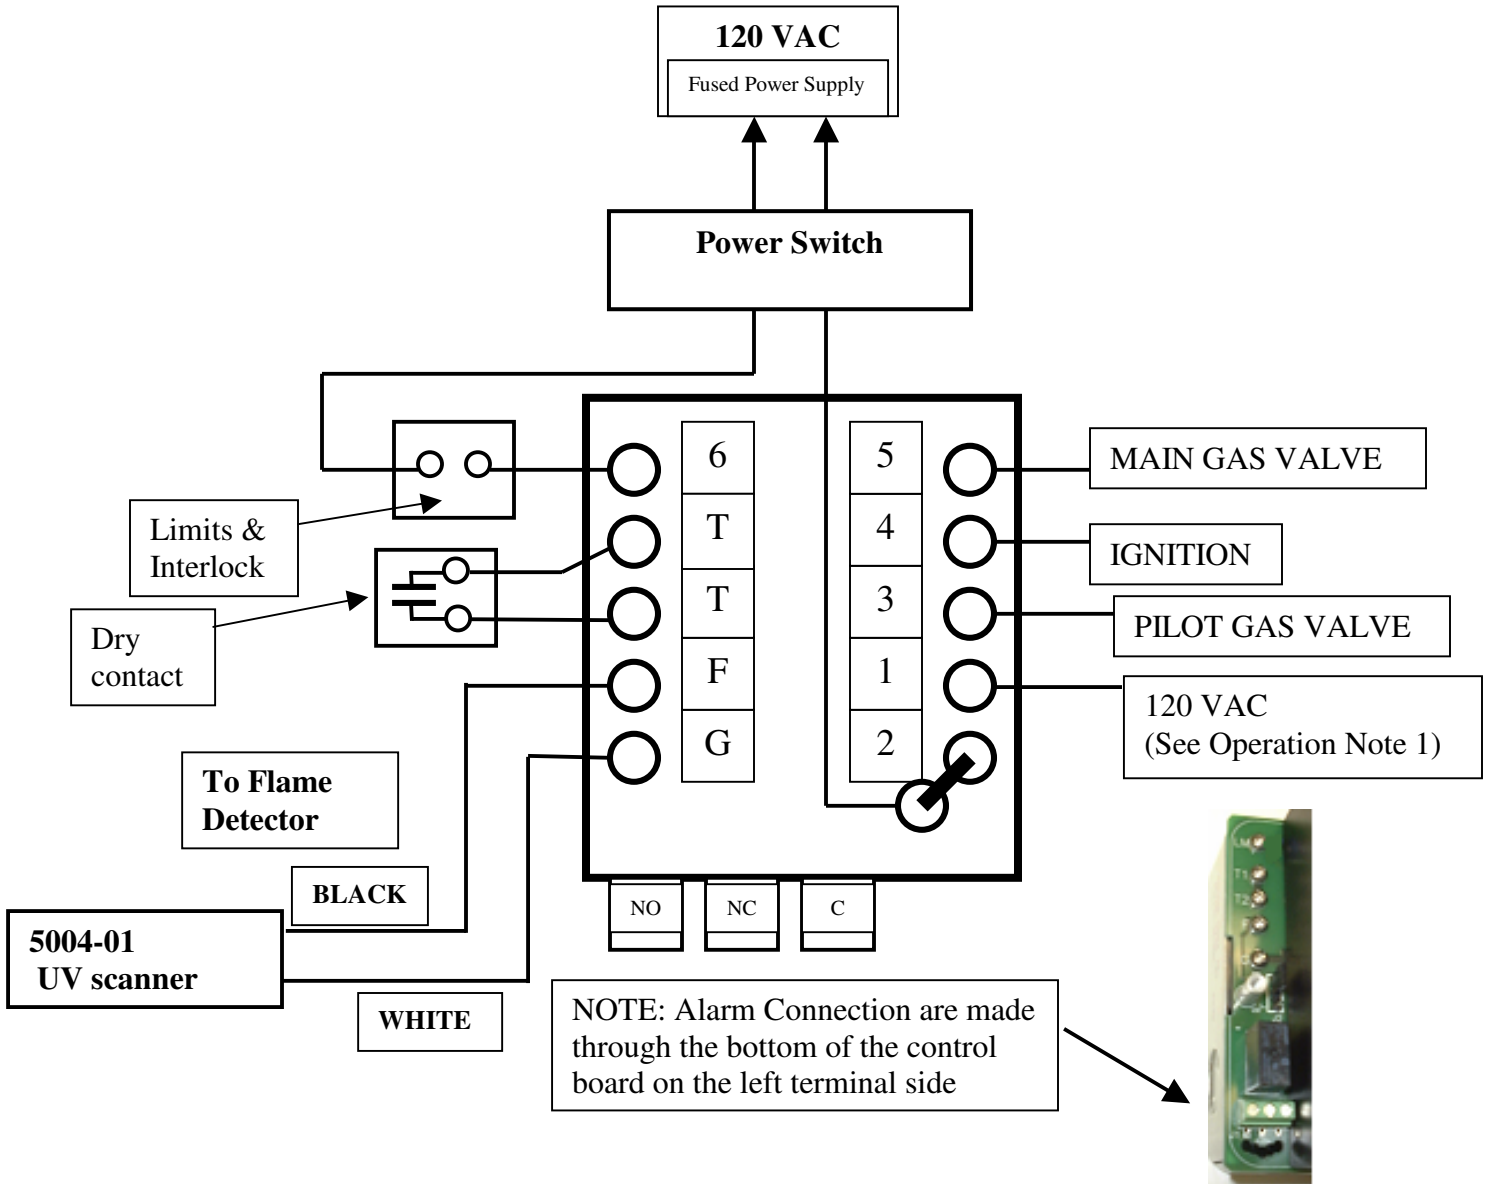 120 VAC
Fused Power Supply
Power Switch
6
5
MAIN GAS VALVE
Limits &
Interlock
T
4
IGNITION
Dry
contact
T
3
PILOT GAS VALVE
F
1
120 VAC
(See Operation Note 1)
G
2
To Flame
Detector
BLACK
NO
NC
C
5004-01
UV scanner
WHITE
NOTE: Alarm Connection are made
through the bottom of the control
board on the left terminal side
T1
T2